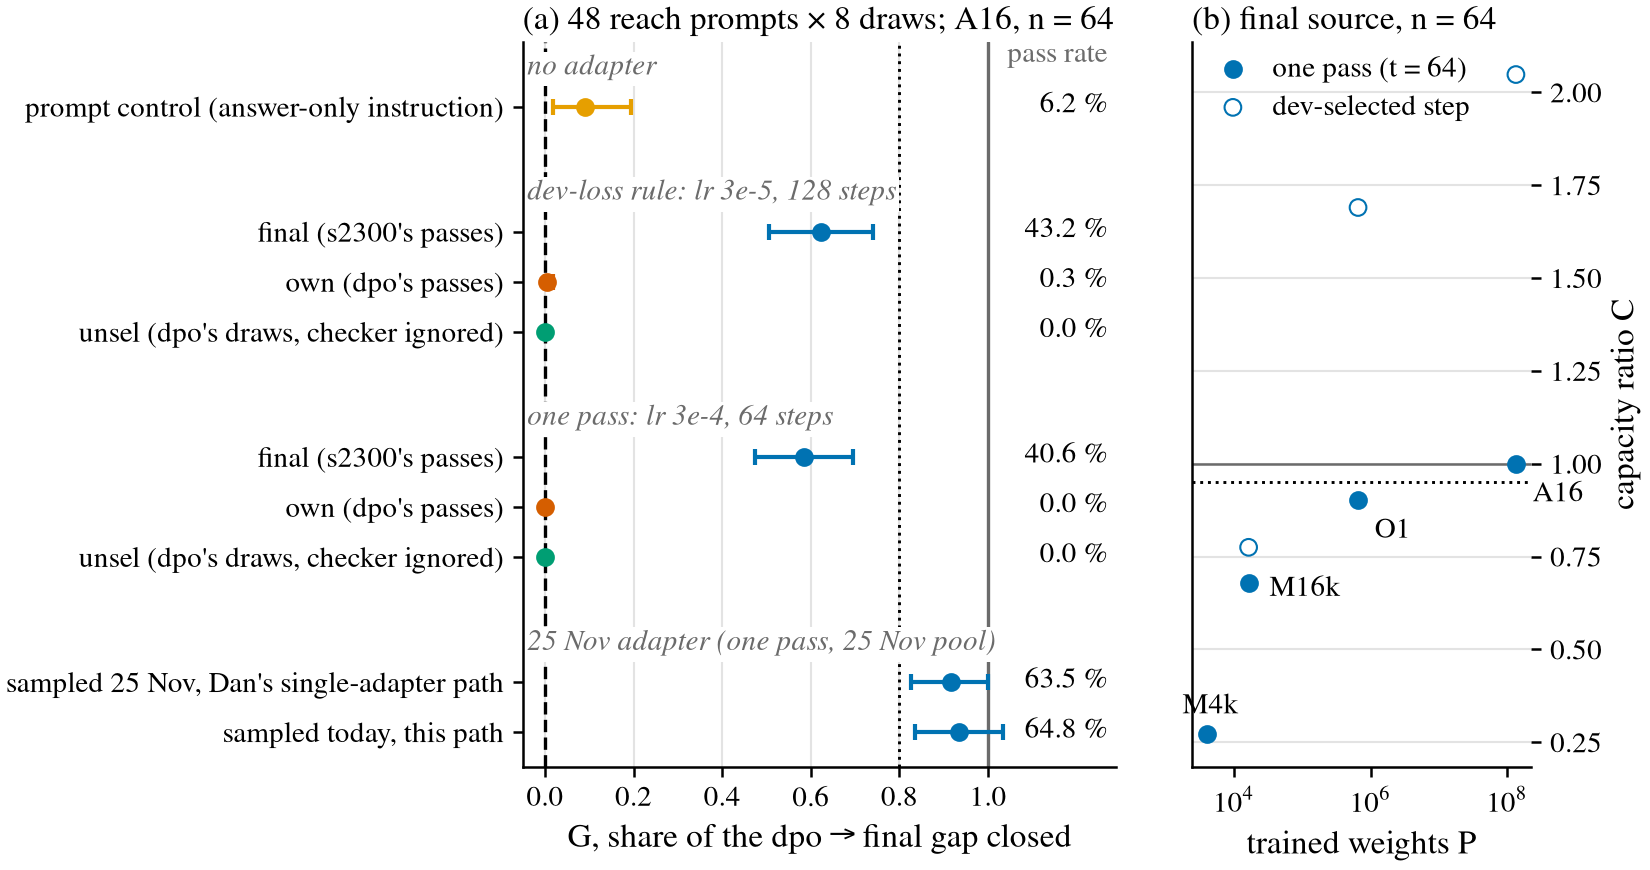 (a) 48 reach prompts × 8 draws; A16, n = 64
pass rate
no adapter
prompt control (answer-only instruction)
6.2 %
dev-loss rule: lr 3e-5, 128 steps
final (s2300's passes)
43.2 %
own (dpo's passes)
0.3 %
unsel (dpo's draws, checker ignored)
0.0 %
one pass: lr 3e-4, 64 steps
final (s2300's passes)
40.6 %
own (dpo's passes)
0.0 %
unsel (dpo's draws, checker ignored)
0.0 %
25 Nov adapter (one pass, 25 Nov pool)
sampled 25 Nov, Dan's single-adapter path
63.5 %
sampled today, this path
64.8 %
0.0 0.2 0.4 0.6 0.8 1.0
G, share of the dpo → final gap closed
(b) final source, n = 64
one pass (t = 64)
dev-selected step
2.00
1.75
1.50
1.25
1.00
0.75
0.50
0.25
capacity ratio C
A16
O1
M16k
M4k
10⁴ 10⁶ 10⁸
trained weights P